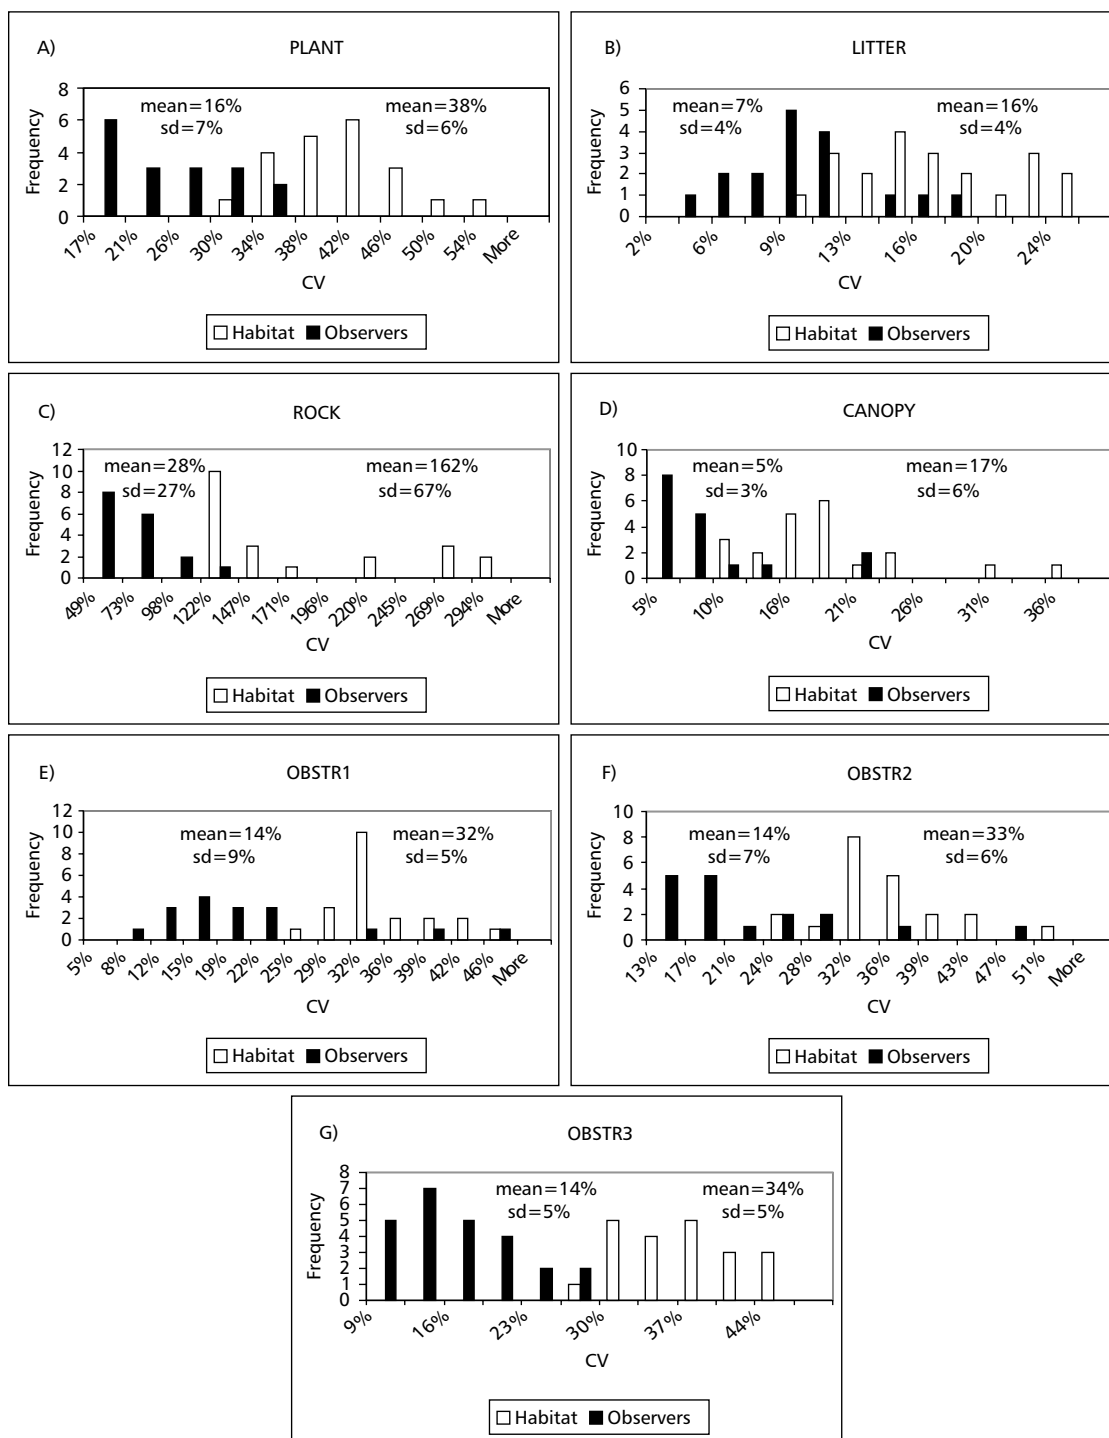 A) PLANT
Frequency
8
6
4
2
0
mean=16%
sd=7%
mean=38%
sd=6%
17% 21% 26% 30% 34% 38% 42% 46% 50% 54% More
CV
Habitat Observers
B) LITTER
Frequency
6
5
4
3
2
1
0
mean=7%
sd=4%
mean=16%
sd=4%
2% 6% 9% 13% 16% 20% 24%
CV
Habitat Observers
C) ROCK
Frequency
12
10
8
6
4
2
0
mean=28%
sd=27%
mean=162%
sd=67%
49% 73% 98% 122% 147% 171% 196% 220% 245% 269% 294% More
CV
Habitat Observers
D) CANOPY
Frequency
10
8
6
4
2
0
mean=5%
sd=3%
mean=17%
sd=6%
5% 10% 16% 21% 26% 31% 36%
CV
Habitat Observers
E) OBSTR1
Frequency
12
10
8
6
4
2
0
mean=14%
sd=9%
mean=32%
sd=5%
5% 8% 12% 15% 19% 22% 25% 29% 32% 36% 39% 42% 46% More
CV
Habitat Observers
F) OBSTR2
Frequency
10
8
6
4
2
0
mean=14%
sd=7%
mean=33%
sd=6%
13% 17% 21% 24% 28% 32% 36% 39% 43% 47% 51% More
CV
Habitat Observers
G) OBSTR3
Frequency
8
7
6
5
4
3
2
1
0
mean=14%
sd=5%
mean=34%
sd=5%
9% 16% 23% 30% 37% 44%
CV
Habitat Observers